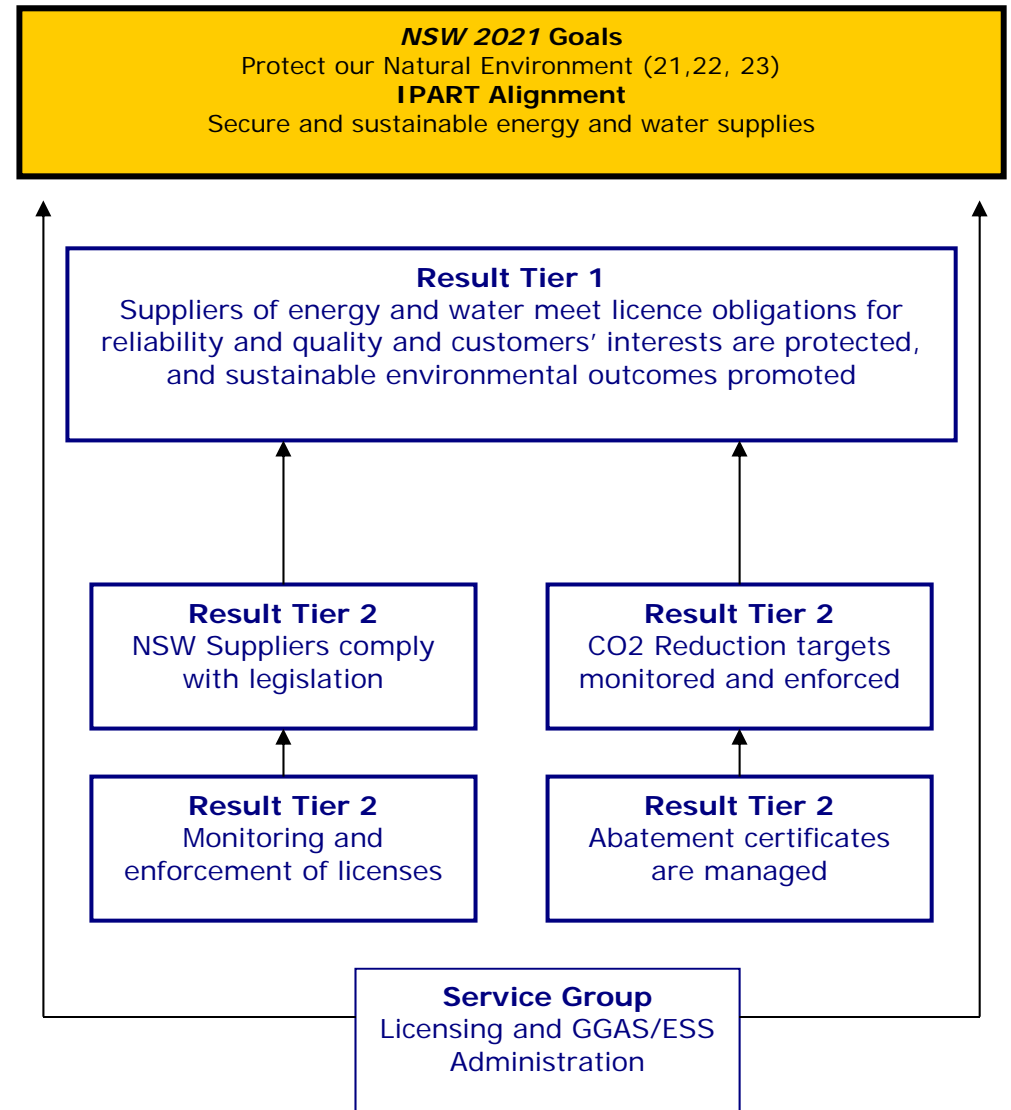 NSW 2021 Goals
Protect our Natural Environment (21,22, 23)
IPART Alignment
Secure and sustainable energy and water supplies
Result Tier 1
Suppliers of energy and water meet licence obligations for
reliability and quality and customers’ interests are protected,
and sustainable environmental outcomes promoted
Result Tier 2
NSW Suppliers comply
with legislation
Result Tier 2
CO2 Reduction targets
monitored and enforced
Result Tier 2
Monitoring and
enforcement of licenses
Result Tier 2
Abatement certificates
are managed
Service Group
Licensing and GGAS/ESS
Administration